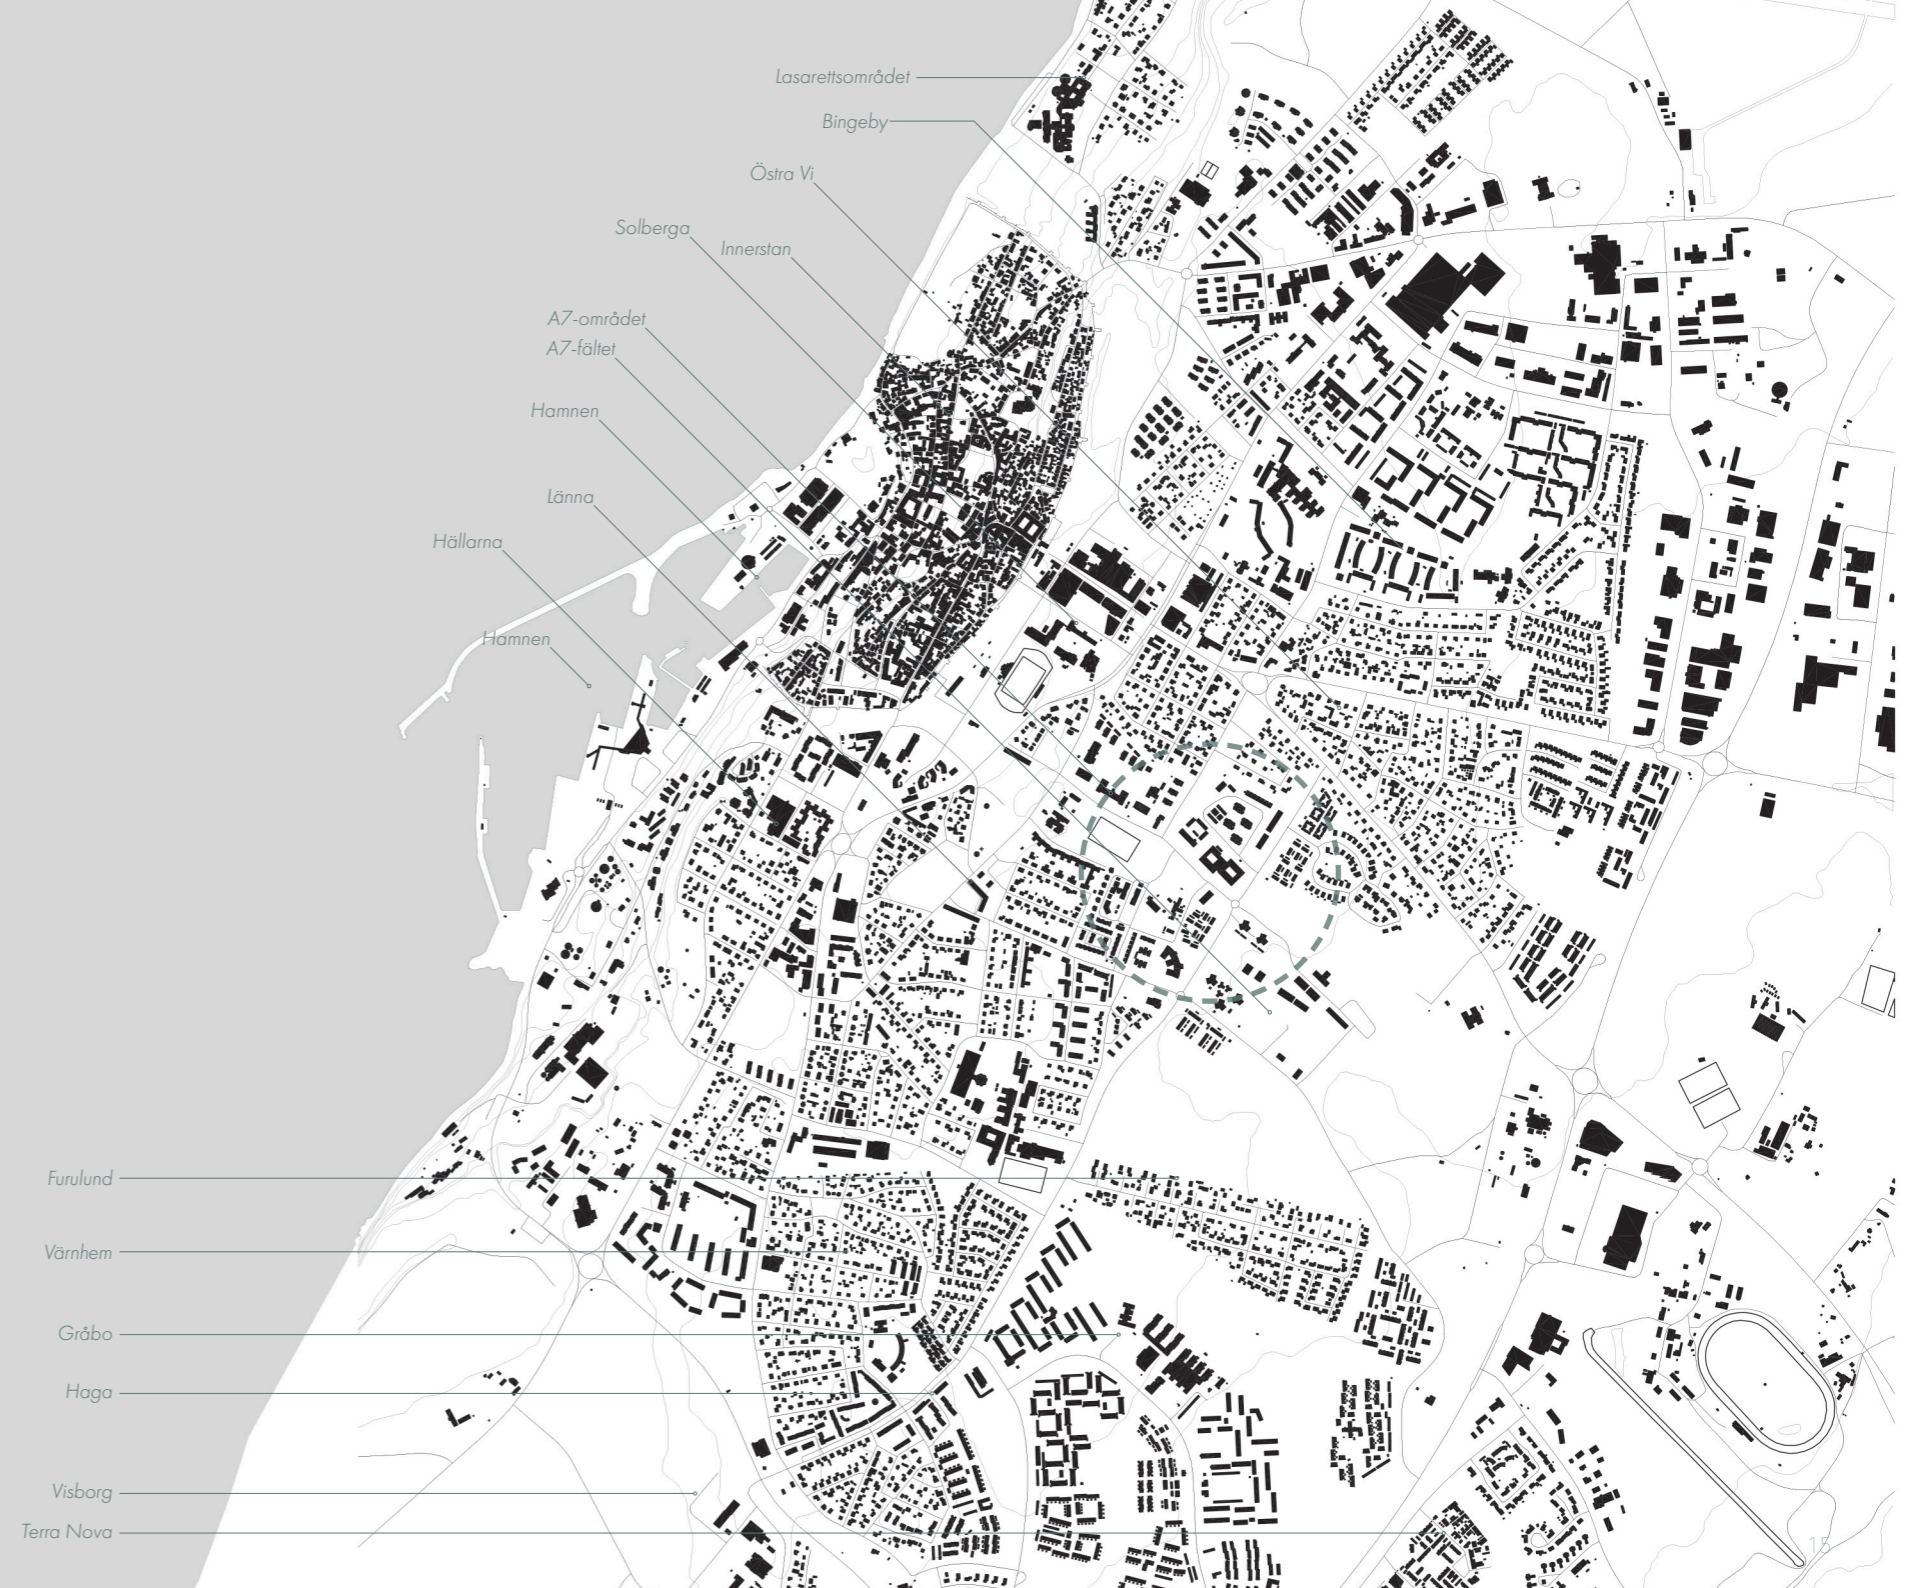 Lasarettsområdet
Bingeby
Östra Vi
Solberga
Innerstan
A7-området
A7-fältet
Hamnen
Länna
Hällarna
Hamnen
Furulund
Värnhem
Gråbo
Haga
Visborg
Terra Nova
15